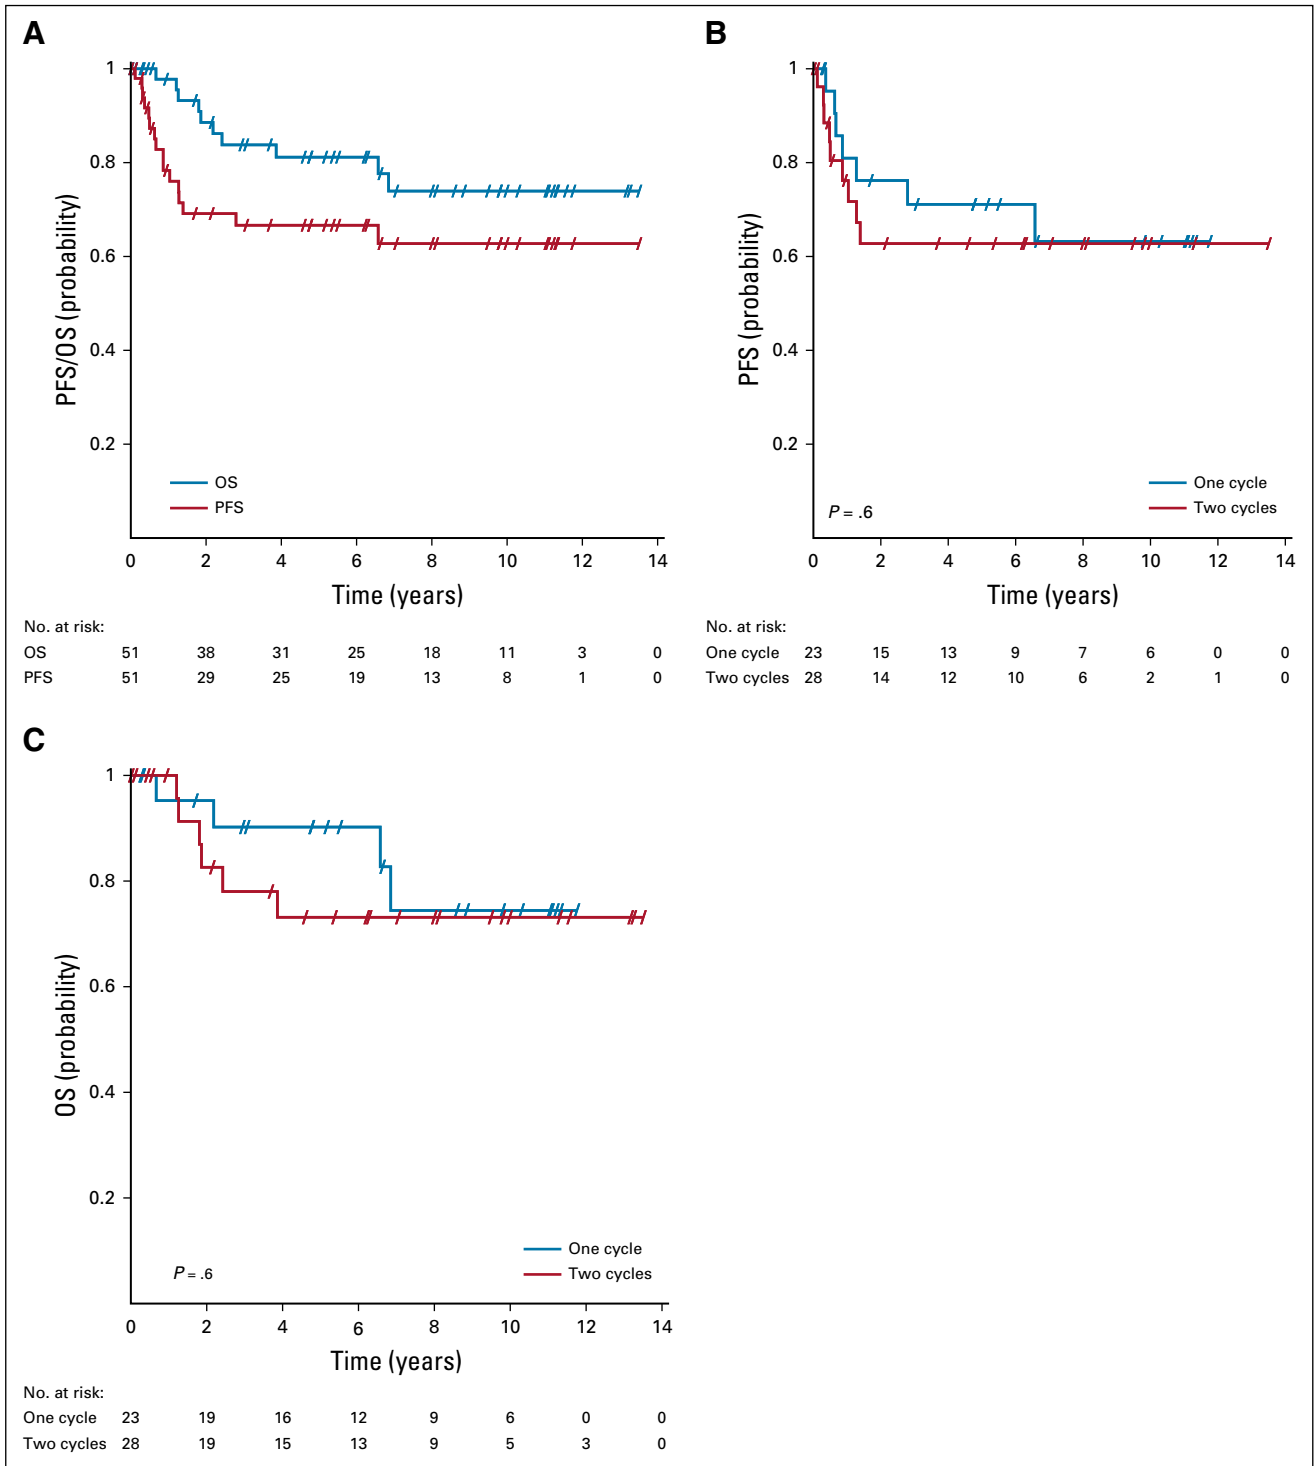 A
1
0.8
0.6
0.4
0.2
PFS/OS (probability)
OS
PFS
0 2 4 6 8 10 12 14
Time (years)
No. at risk:
OS 51 38 31 25 18 11 3 0
PFS 51 29 25 19 13 8 1 0
B
1
0.8
0.6
0.4
0.2
PFS (probability)
One cycle
Two cycles
P = .6
0 2 4 6 8 10 12 14
Time (years)
No. at risk:
One cycle 23 15 13 9 7 6 0 0
Two cycles 28 14 12 10 6 2 1 0
C
1
0.8
0.6
0.4
0.2
OS (probability)
One cycle
Two cycles
P = .6
0 2 4 6 8 10 12 14
Time (years)
No. at risk:
One cycle 23 19 16 12 9 6 0 0
Two cycles 28 19 15 13 9 5 3 0